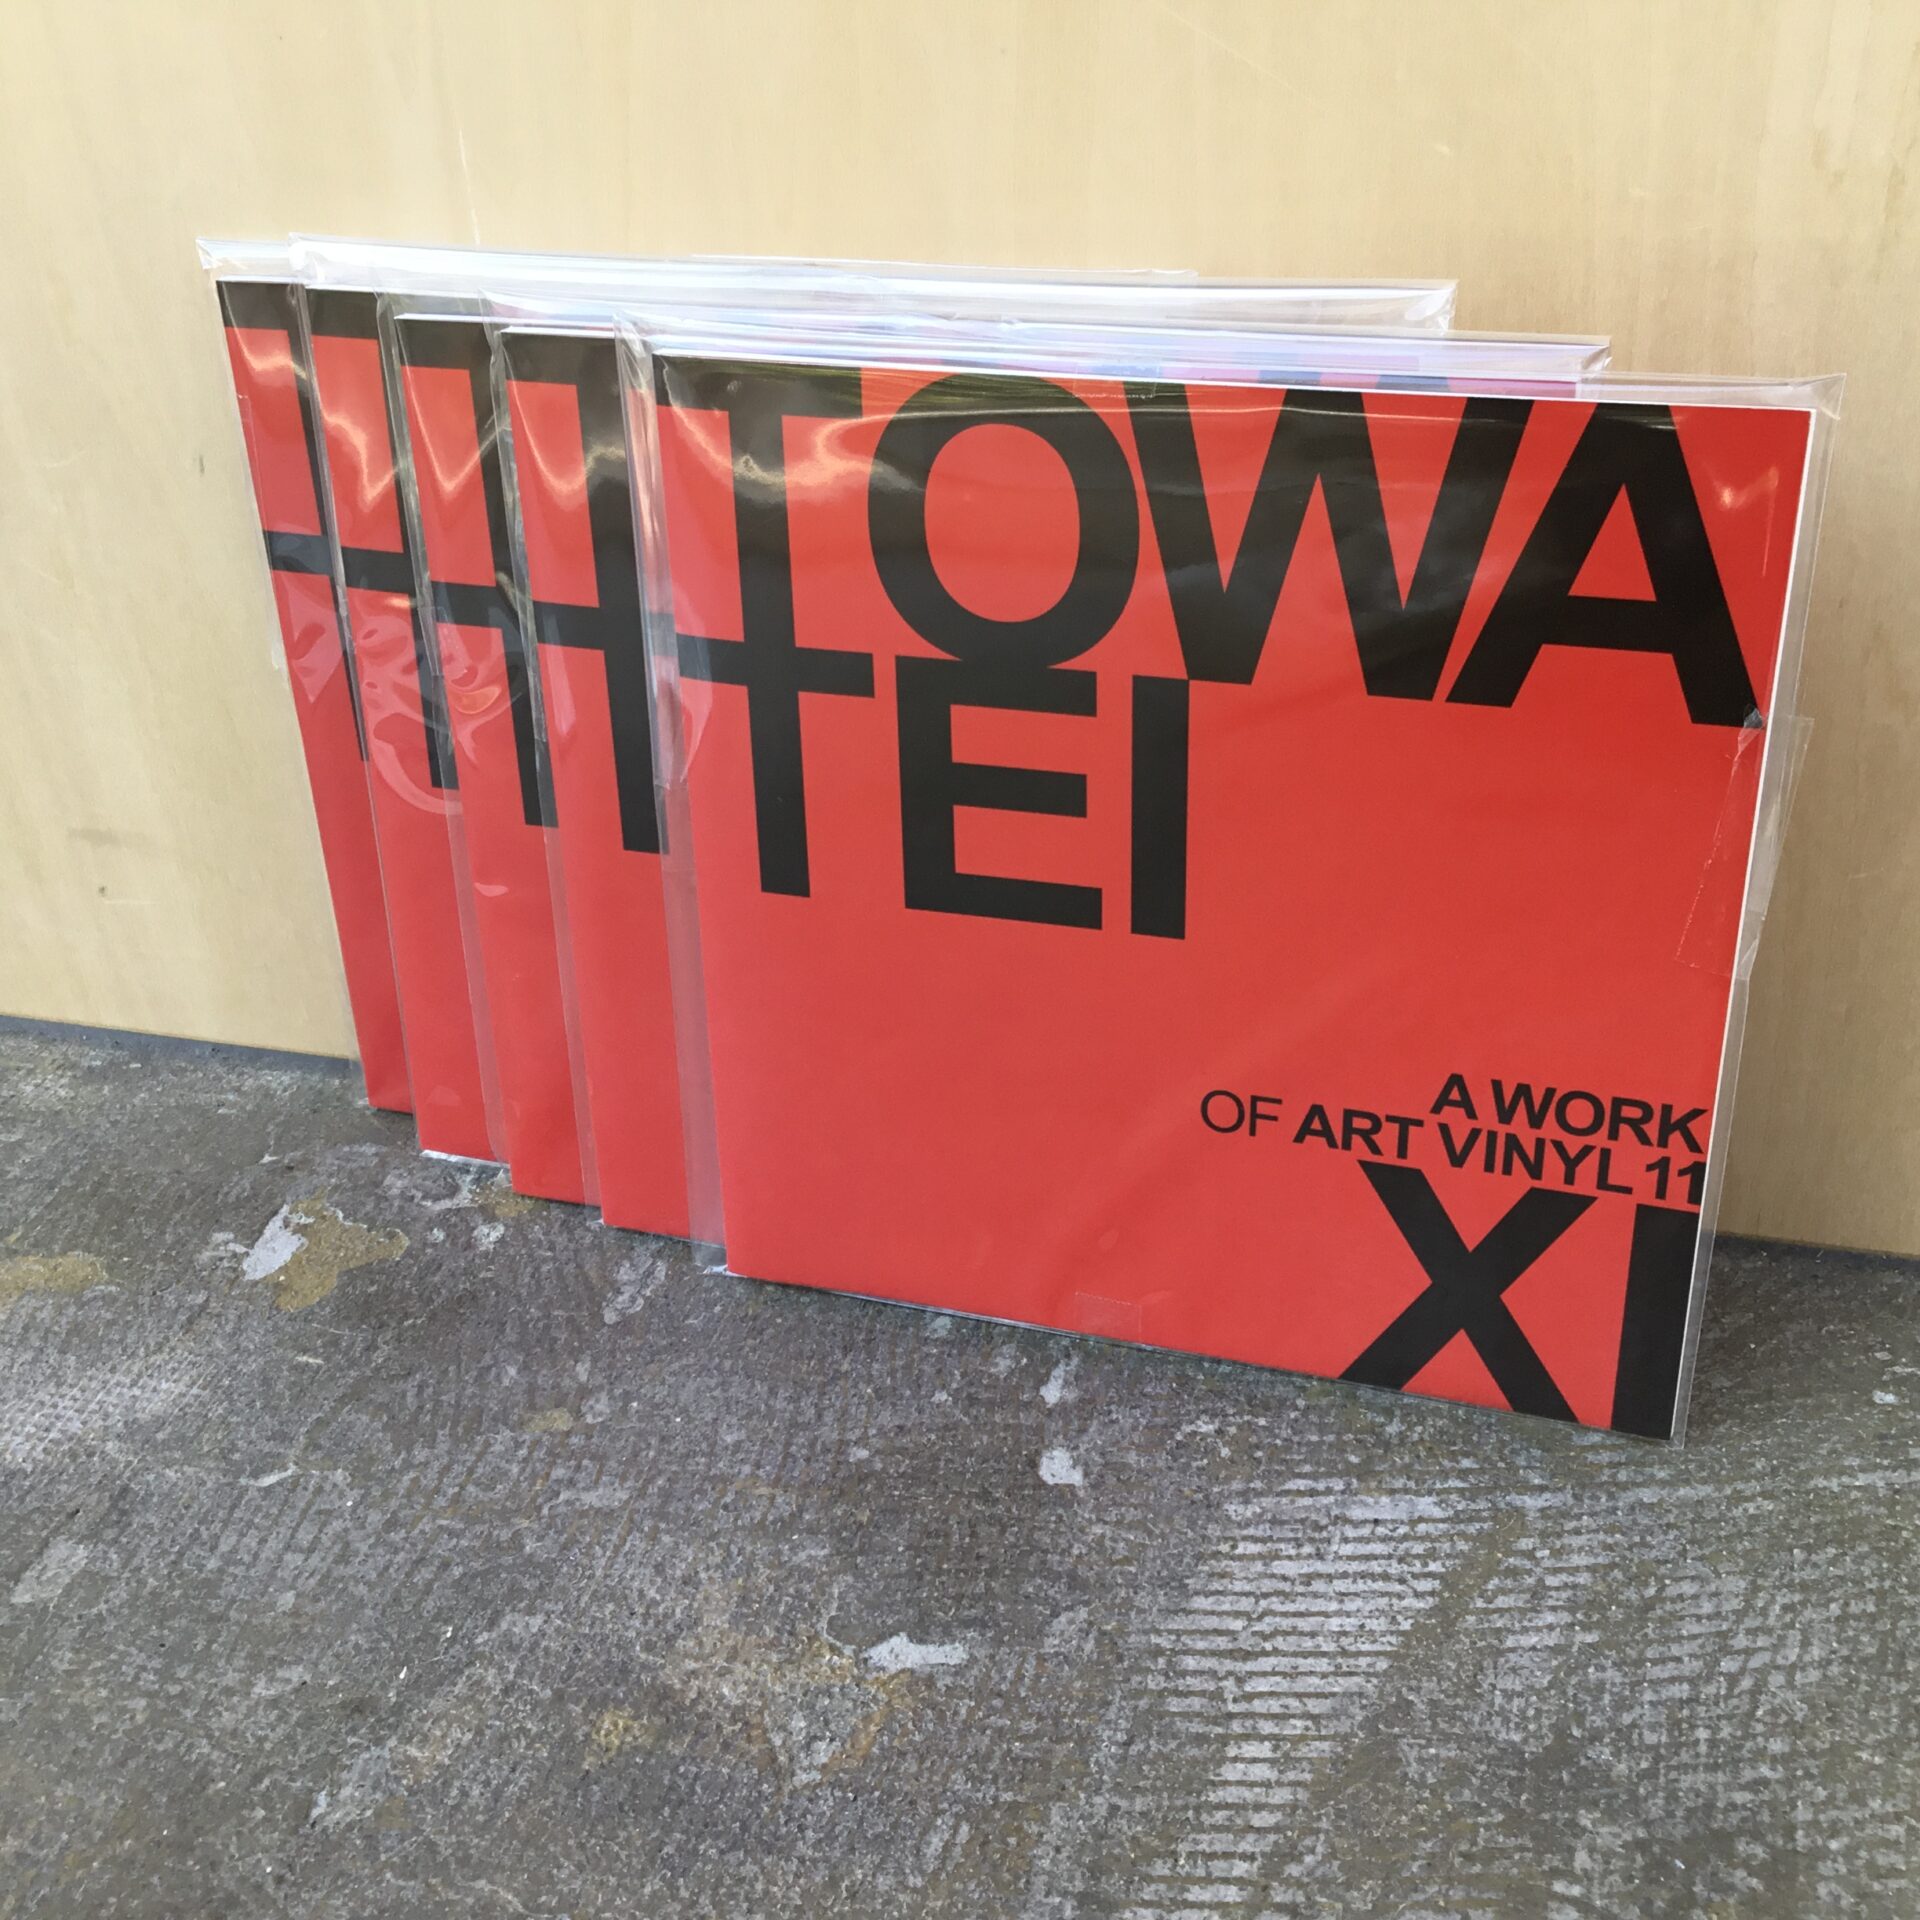 TOWA
TEI
A WORK
OF ART VINYL 11
XI